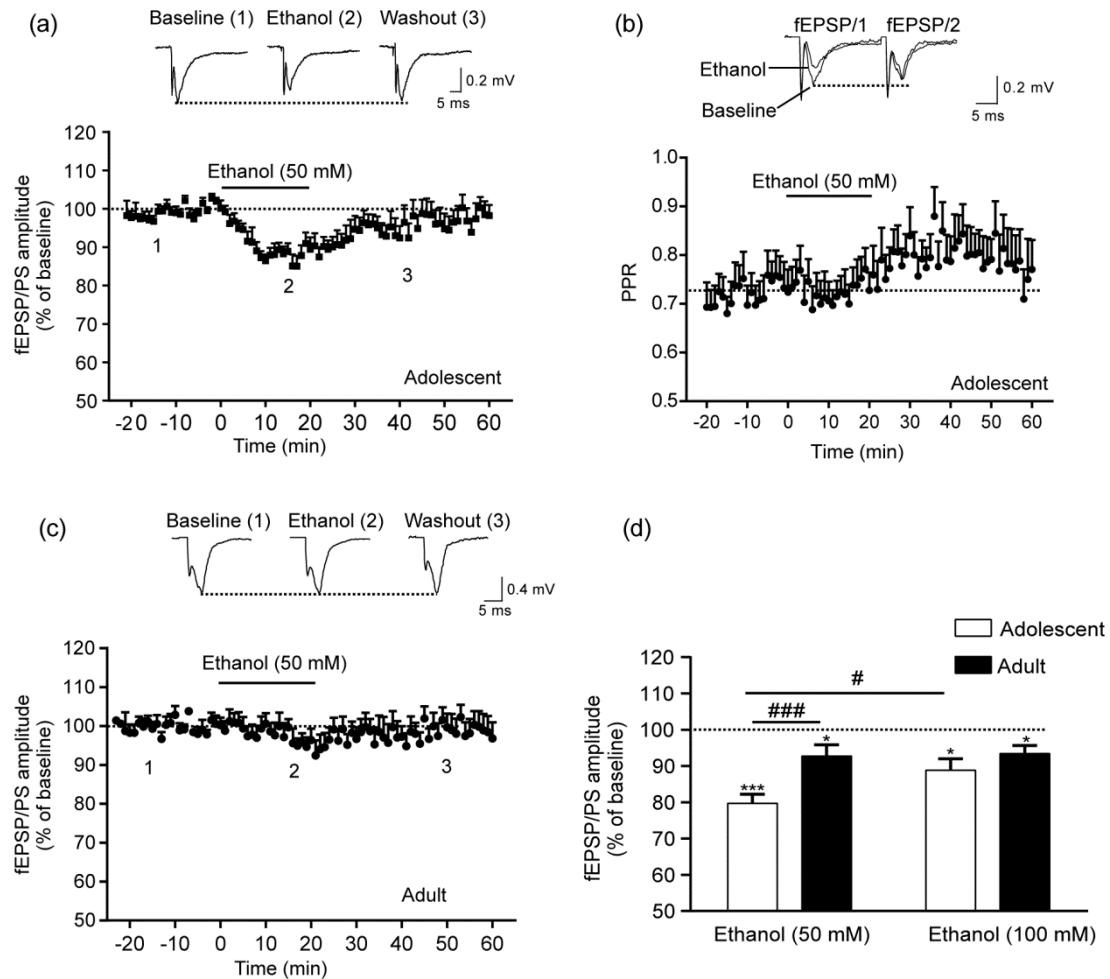 (a)
Baseline (1) Ethanol (2) Washout (3)
0.2 mV
5 ms
120
110
100
90
80
70
60
50
fEPSP/PS amplitude
(% of baseline)
Ethanol (50 mM)
1
2
3
Adolescent
-20 -10 0 10 20 30 40 50 60
Time (min)
(b)
fEPSP/1 fEPSP/2
Ethanol
Baseline
0.2 mV
5 ms
1.0
0.9
0.8
0.7
0.6
0.5
PPR
Ethanol (50 mM)
Adolescent
-20 -10 0 10 20 30 40 50 60
Time (min)
(c)
Baseline (1) Ethanol (2) Washout (3)
0.4 mV
5 ms
120
110
100
90
80
70
60
50
fEPSP/PS amplitude
(% of baseline)
Ethanol (50 mM)
1
2
3
Adult
-20 -10 0 10 20 30 40 50 60
Time (min)
(d)
Adolescent
Adult
120
110
100
90
80
70
60
50
fEPSP/PS amplitude
(% of baseline)
#
###
*** * * *
Ethanol (50 mM) Ethanol (100 mM)